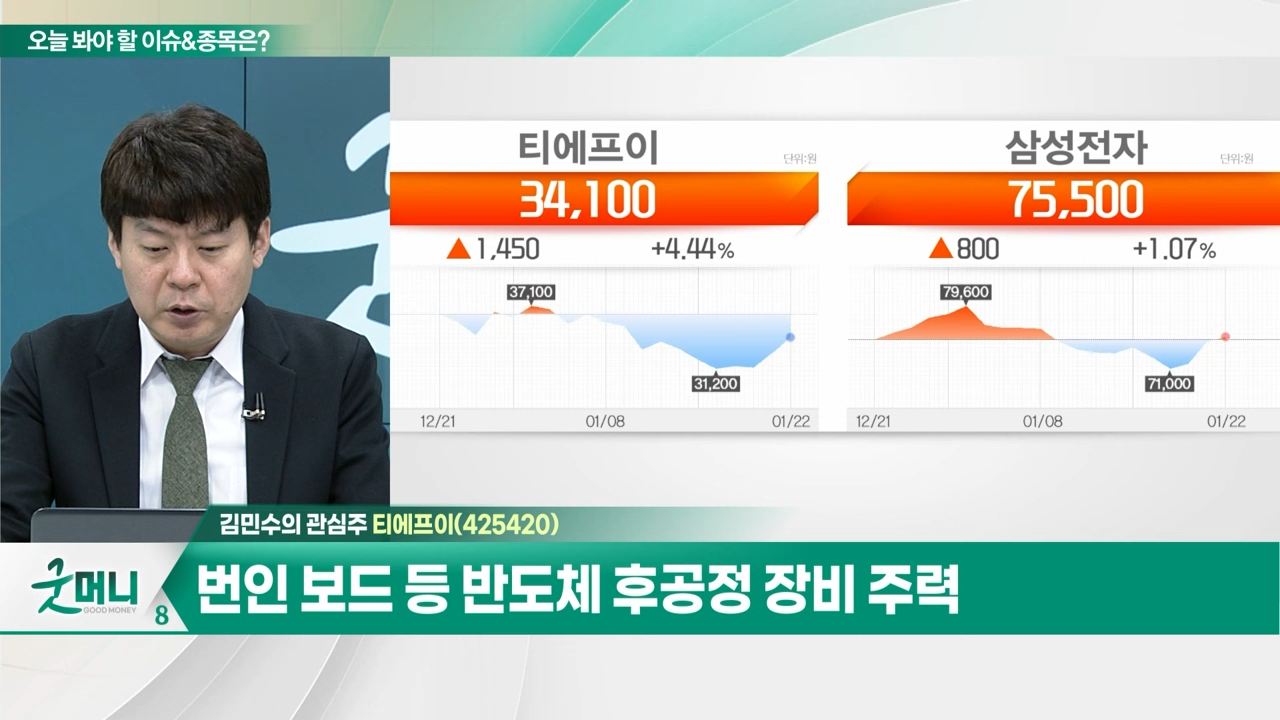 오늘 봐야 할 이슈&종목은?
티에프이
단위:원
34,100
▲1,450 +4.44%
37,100
31,200
12/21 01/08 01/22
삼성전자
단위:원
75,500
▲800 +1.07%
79,600
71,000
12/21 01/08 01/22
김민수의 관심주 티에프이(425420)
번인 보드 등 반도체 후공정 장비 주력
굿머니
GOOD MONEY
8